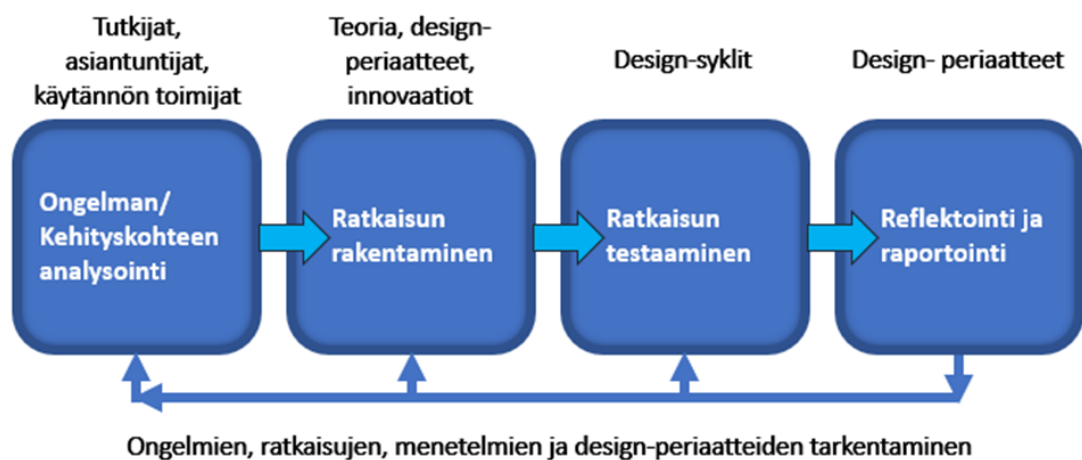 Tutkijat,
asiantuntijat,
käytännön toimijat
Teoria, design-
periaatteet,
innovaatiot
Design-syklit
Design- periaatteet
Ongelman/
Kehityskohteen
analysointi
Ratkaisun
rakentaminen
Ratkaisun
testaaminen
Reflektointi ja
raportointi
Ongelmien, ratkaisujen, menetelmien ja design-periaatteiden tarkentaminen